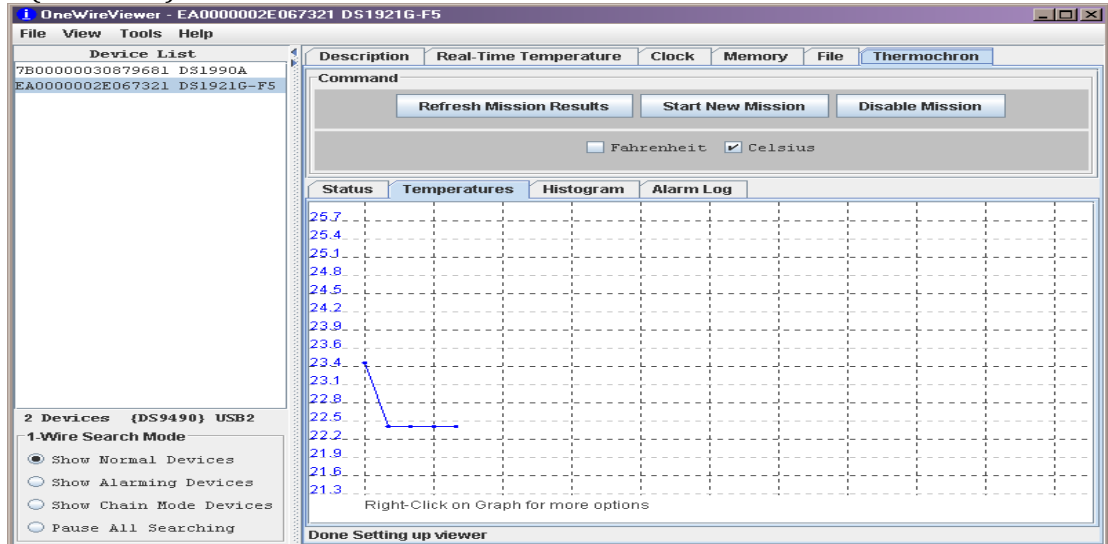 OneWireViewer - EA0000002E067321 DS1921G-F5
File View Tools Help
Device List
7B00000030879681 DS1990A
EA0000002E067321 DS1921G-F5
2 Devices {DS9490} USB2
1-Wire Search Mode
Show Normal Devices
Show Alarming Devices
Show Chain Mode Devices
Pause All Searching
Description Real-Time Temperature Clock Memory File Thermochron
Command
Refresh Mission Results Start New Mission Disable Mission
Fahrenheit Celsius
Status Temperatures Histogram Alarm Log
25.7
25.4
25.1
24.8
24.5
24.2
23.9
23.6
23.4
23.1
22.8
22.5
22.2
21.9
21.6
21.3
Right-Click on Graph for more options
Done Setting up viewer